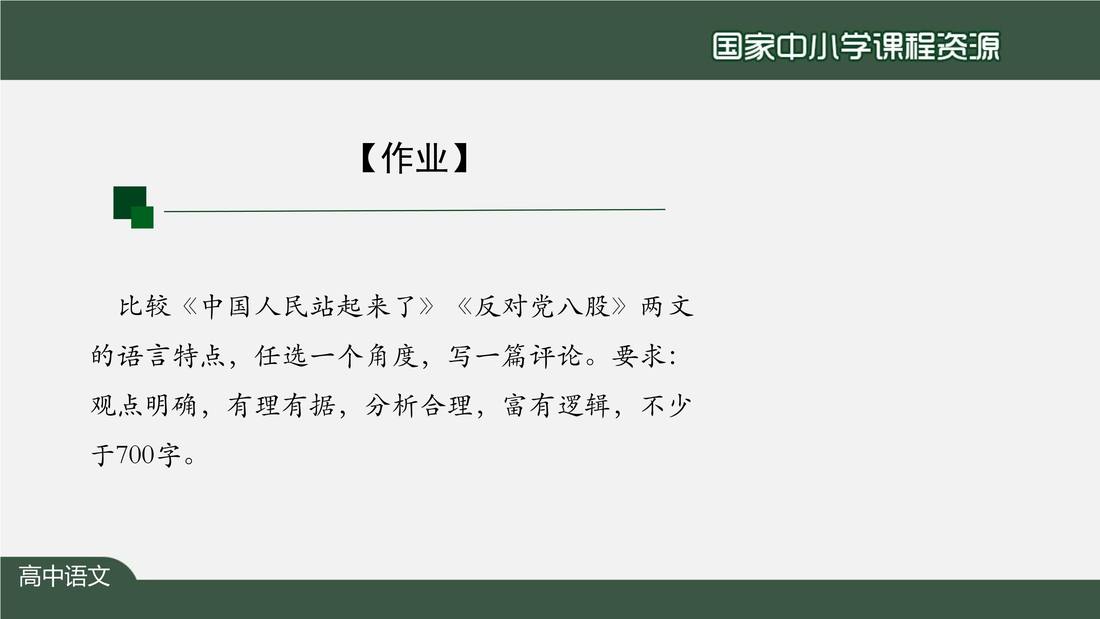 国家中小学课程资源
【作业】
比较《中国人民站起来了》《反对党八股》两文
的语言特点，任选一个角度，写一篇评论。要求：
观点明确，有理有据，分析合理，富有逻辑，不少
于700字。
高中语文